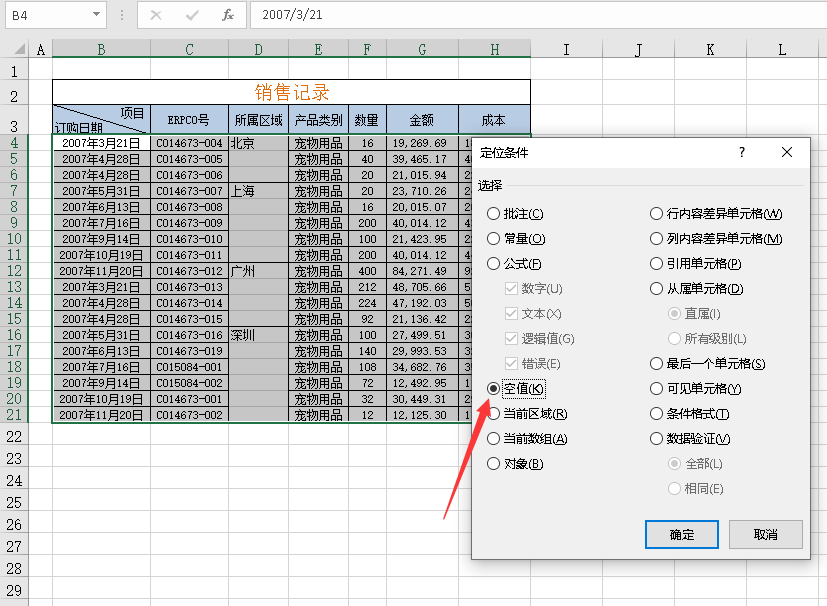 B4 fx 2007/3/21
A B C D E F G H I J K L
1
2 销售记录
3 项目 订购日期 ERPCO号 所属区域 产品类别 数量 金额 成本
4 2007年3月21日 C014673-004 北京 宠物用品 16 19,269.69
5 2007年4月28日 C014673-005 宠物用品 40 39,465.17
6 2007年4月28日 C014673-006 宠物用品 20 21,015.94
7 2007年5月31日 C014673-007 上海 宠物用品 20 23,710.26
8 2007年6月13日 C014673-008 宠物用品 16 20,015.07
9 2007年7月16日 C014673-009 宠物用品 200 40,014.12
10 2007年9月14日 C014673-010 宠物用品 100 21,423.95
11 2007年10月19日 C014673-011 宠物用品 200 40,014.12
12 2007年11月20日 C014673-012 广州 宠物用品 400 84,271.49
13 2007年3月21日 C014673-013 宠物用品 212 48,705.66
14 2007年4月28日 C014673-014 宠物用品 224 47,192.03
15 2007年4月28日 C014673-015 宠物用品 92 21,136.42
16 2007年5月31日 C014673-016 深圳 宠物用品 100 27,499.51
17 2007年6月13日 C014673-019 宠物用品 140 29,993.53
18 2007年7月16日 C015084-001 宠物用品 108 34,682.76
19 2007年9月14日 C015084-002 宠物用品 72 12,492.95
20 2007年10月19日 C014673-001 宠物用品 32 30,449.31
21 2007年11月20日 C014673-002 宠物用品 12 12,125.30
22
23
24
25
26
27
28
29
定位条件 ?
选择
批注(C) 行内容差异单元格(W)
常量(O) 列内容差异单元格(M)
公式(F) 引用单元格(P)
数字(U) 从属单元格(D)
文本(X) 直属(I)
逻辑值(G) 所有级别(L)
错误(E) 最后一个单元格(S)
空值(K) 可见单元格(Y)
当前区域(R) 条件格式(T)
当前数组(A) 数据验证(V)
对象(B) 全部(L)
相同(E)
确定 取消